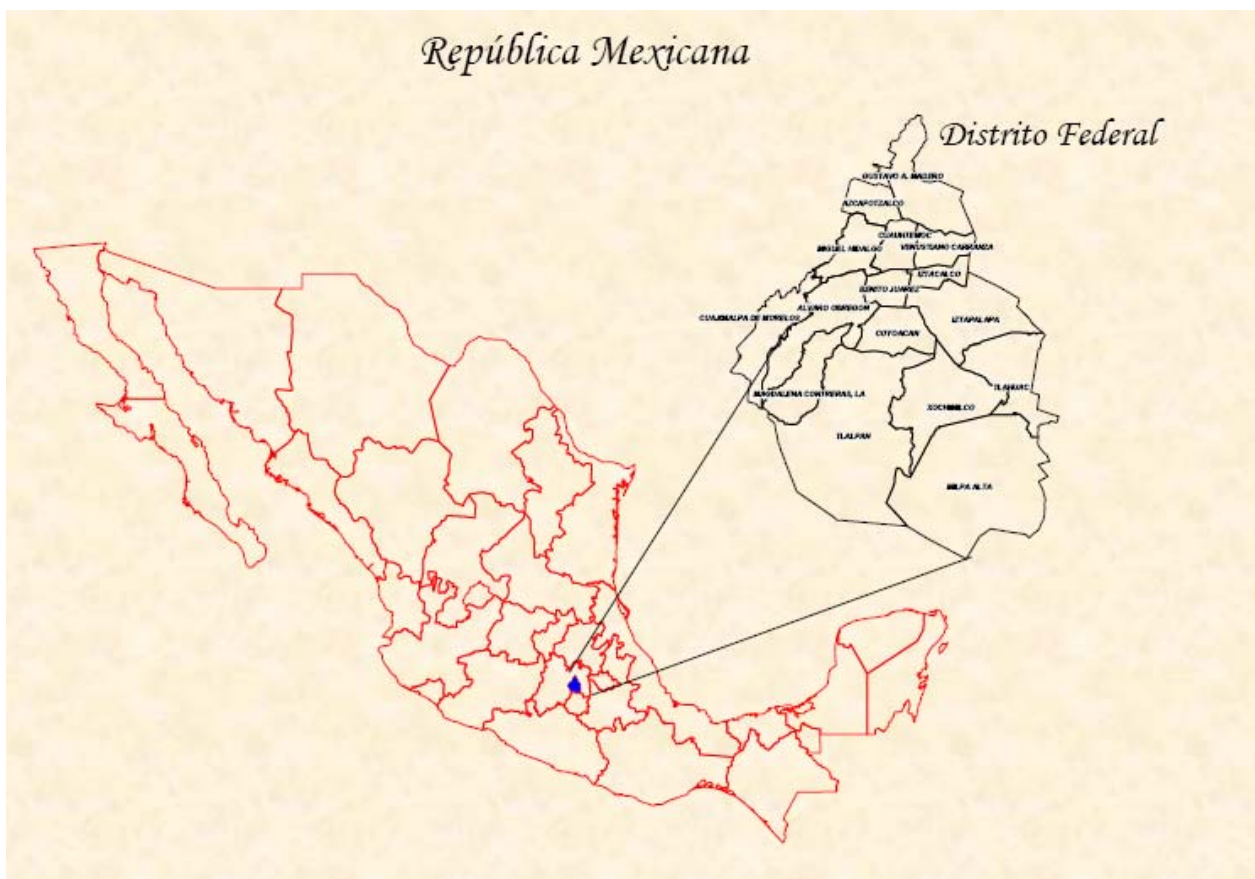 República Mexicana
Distrito Federal
GUSTAVO A. MADERO
AZCAPOTZALCO
CUAUHTEMOC
MIGUEL HIDALGO
VENUSTIANO CARRANZA
IZTACALCO
BENITO JUAREZ
ALVARO OBREGON
CUAJIMALPA DE MORELOS
IZTAPALAPA
COYOACAN
TLAHUAC
MAGDALENA CONTRERAS, LA
XOCHIMILCO
TLALPAN
MILPA ALTA